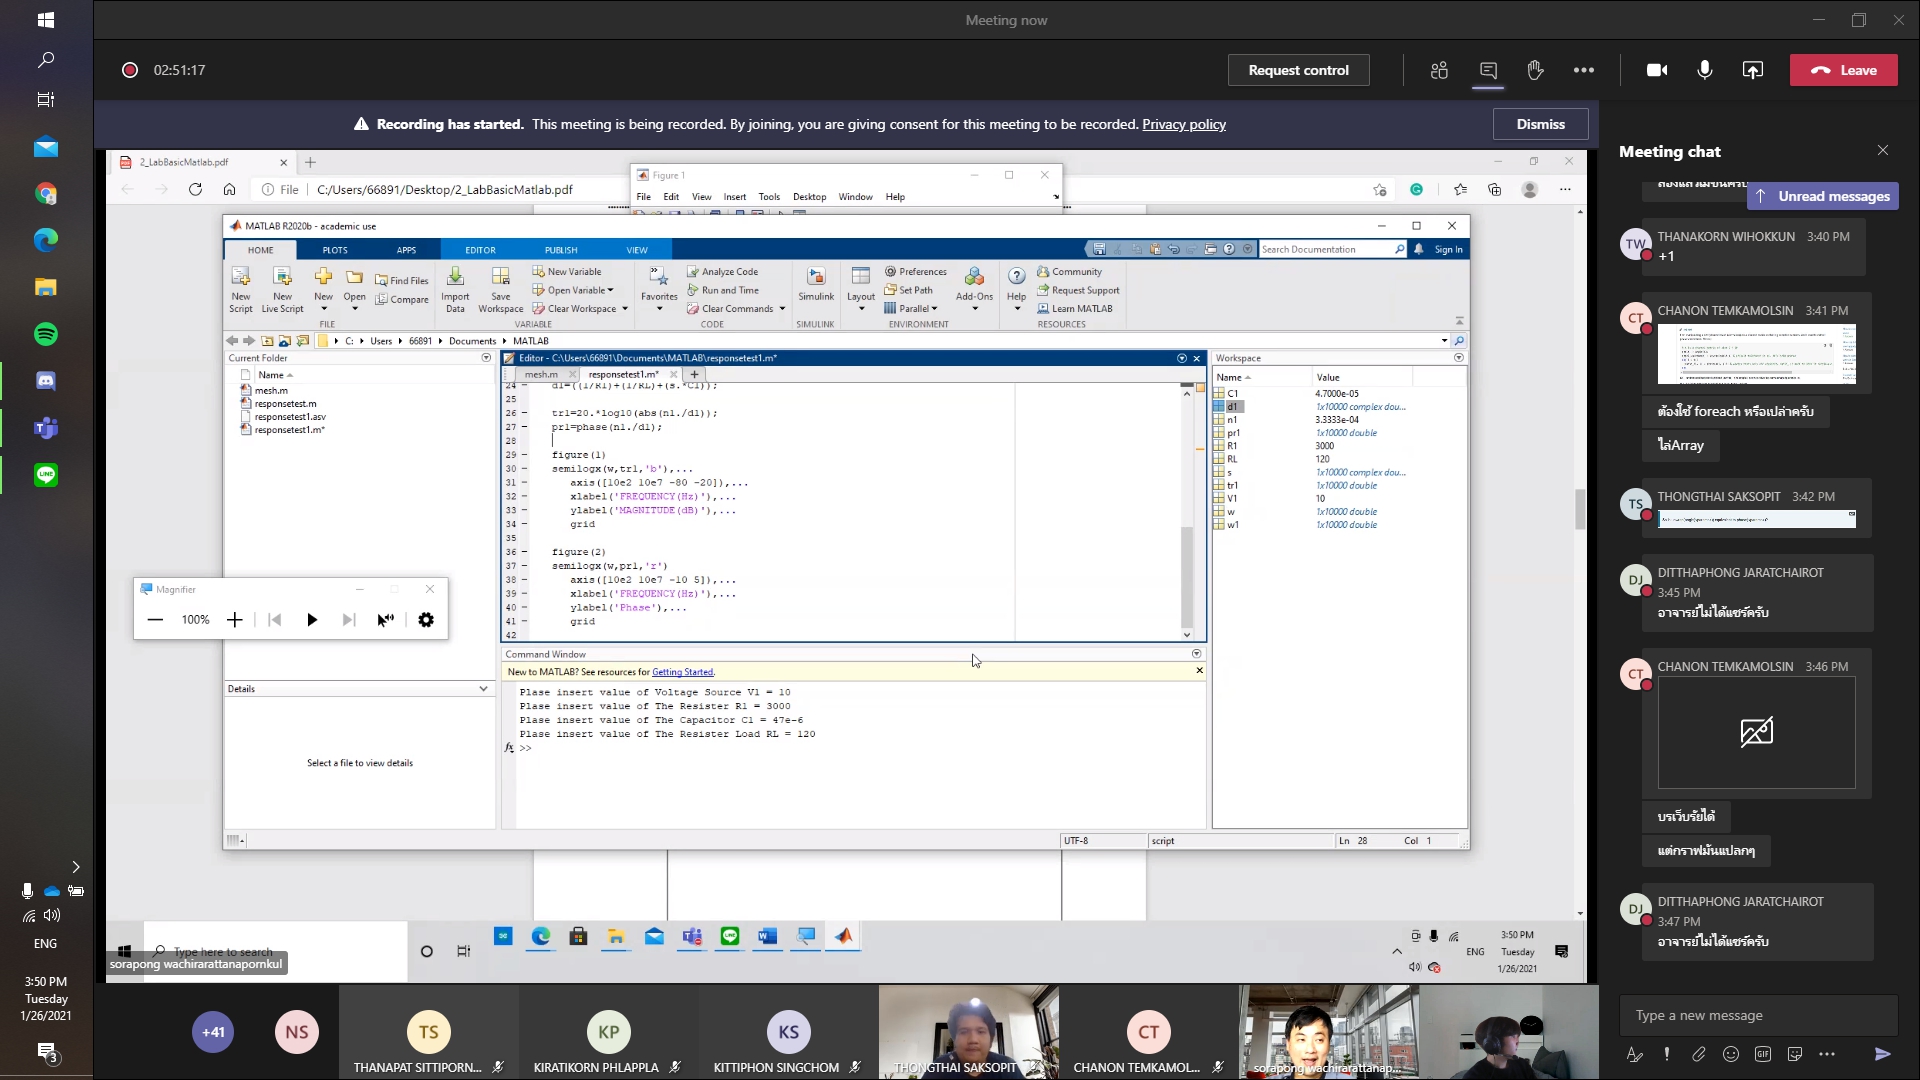 Meeting now
02:51:17
Request control
Leave
Recording has started. This meeting is being recorded. By joining, you are giving consent for this meeting to be recorded. Privacy policy
Dismiss
2_LabBasicMatlab.pdf
File
C:/Users/66891/Desktop/2_LabBasicMatlab.pdf
Figure 1
File Edit View Insert Tools Desktop Window Help
MATLAB R2020b - academic use
HOME PLOTS APPS EDITOR PUBLISH VIEW
Search Documentation
Sign In
New Script
New Live Script
New
Open
Find Files
Compare
Import Data
Save Workspace
New Variable
Open Variable
Clear Workspace
Favorites
Analyze Code
Run and Time
Clear Commands
Simulink
Layout
Preferences
Set Path
Parallel
Add-Ons
Help
Community
Request Support
Learn MATLAB
FILE VARIABLE CODE SIMULINK ENVIRONMENT RESOURCES
C: Users 66891 Documents MATLAB
Current Folder
Name
mesh.m
responsetest.m
responsetest1.asv
responsetest1.m*
Details
Select a file to view details
Magnifier
100%
Editor - C:\Users\66891\Documents\MATLAB\responsetest1.m*
mesh.m responsetest1.m*
24 d1=((1/R1)+(1/RL)+(s.*C1));
25
26 tr1=20.*log10(abs(n1./d1));
27 pr1=phase(n1./d1);
28
29 figure(1)
30 semilogx(w,tr1,'b'),...
31 axis([10e2 10e7 -80 -20]),...
32 xlabel('FREQUENCY(Hz)'),...
33 ylabel('MAGNITUDE(dB)'),...
34 grid
35
36 figure(2)
37 semilogx(w,pr1,'r')
38 axis([10e2 10e7 -10 5]),...
39 xlabel('FREQUENCY(Hz)'),...
40 ylabel('Phase'),...
41 grid
42
Command Window
New to MATLAB? See resources for Getting Started.
Plase insert value of Voltage Source V1 = 10
Plase insert value of The Resister R1 = 3000
Plase insert value of The Capacitor C1 = 47e-6
Plase insert value of The Resister Load RL = 120
fx >>
Workspace
Name Value
C1 4.7000e-05
d1 1x10000 complex dou...
n1 3.3333e-04
pr1 1x10000 double
R1 3000
RL 120
s 1x10000 complex dou...
tr1 1x10000 double
V1 10
w 1x10000 double
w1 1x10000 double
UTF-8 script Ln 28 Col 1
Type here to search
sorapong wachirarattanapornkul
ENG
3:50 PM
Tuesday
1/26/2021
ENG
3:50 PM
Tuesday
1/26/2021
3
Meeting chat
Unread messages
TW THANAKORN WIHOKKUN 3:40 PM
+1
CT CHANON TEMKAMOLSIN 3:41 PM
ต้องใช้ foreach หรือเปล่าครับ
ไล่Array
TS THONGTHAI SAKSOPIT 3:42 PM
DJ DITTHAPHONG JARATCHAIROT
3:45 PM
อาจารย์ไม่ได้แชร์ครับ
CT CHANON TEMKAMOLSIN 3:46 PM
บรเว็บรัยได้
แต่กราฟมันแปลกๆ
DJ DITTHAPHONG JARATCHAIROT
3:47 PM
อาจารย์ไม่ได้แชร์ครับ
Type a new message
+41
NS
TS
THANAPAT SITTIPORN...
KP
KIRATIKORN PHLAPPLA
KS
KITTIPHON SINGCHOM
THONGTHAI SAKSOPIT
CT
CHANON TEMKAMOL...
sorapong wachirarattanap...